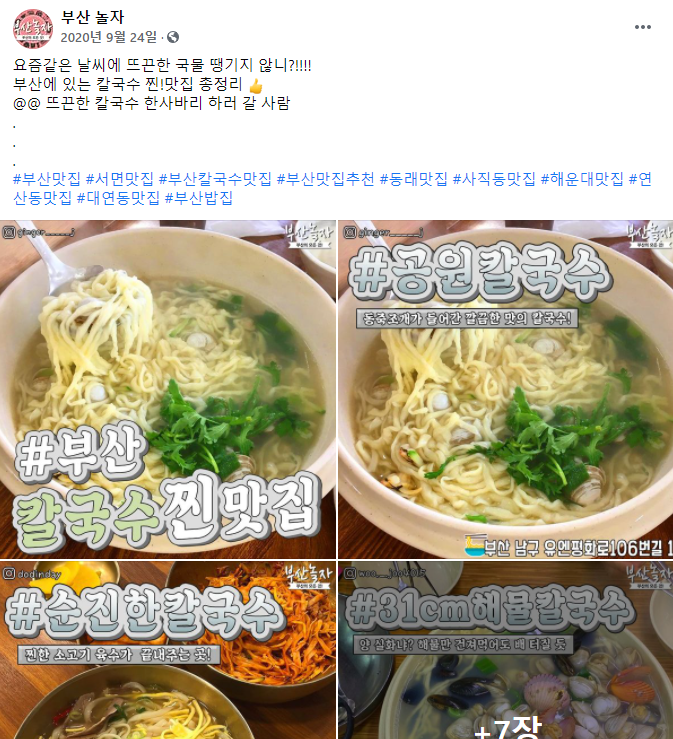 부산 놀자
부산놀자
2020년 9월 24일 ·
요즘같은 날씨에 뜨끈한 국물 땡기지 않니?!!!!
부산에 있는 칼국수 찐!맛집 총정리 👍
@@ 뜨끈한 칼국수 한사바리 하러 갈 사람
.
.
.
#부산맛집 #서면맛집 #부산칼국수맛집 #부산맛집추천 #동래맛집 #사직동맛집 #해운대맛집 #연
산동맛집 #대연동맛집 #부산밥집
ginger_____j
부산놀자
#부산
칼국수찐맛집
ginger_____j
부산놀자
#공원칼국수
동죽조개가 들어간 깔끔한 맛의 칼국수!
부산 남구 유엔평화로106번길 1
dodindey
부산놀자
#순진한칼국수
찐한 소고기 육수가 끝내주는 곳!
부산놀자
#31cm해물칼국수
안 실화냐? 해물만 건져먹어도 배 터질 듯
+7장